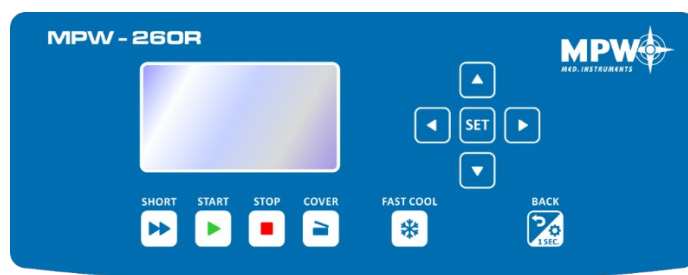 MPW - 260R
MPW
MED. INSTRUMENTS
SET
SHORT START STOP COVER FAST COOL BACK
1 SEC.